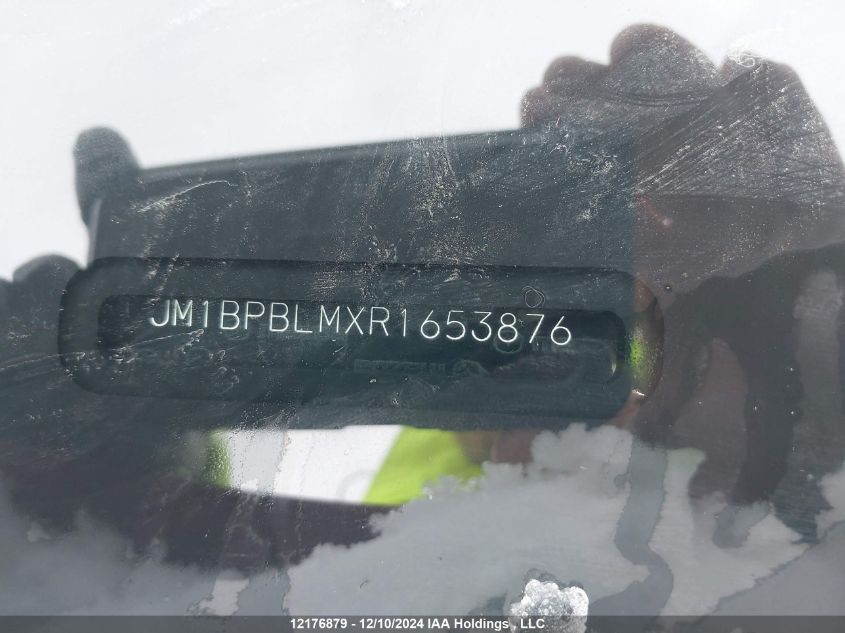 JM1BPBLMXR1653876
12176879 - 12/10/2024 IAA Holdings , LLC